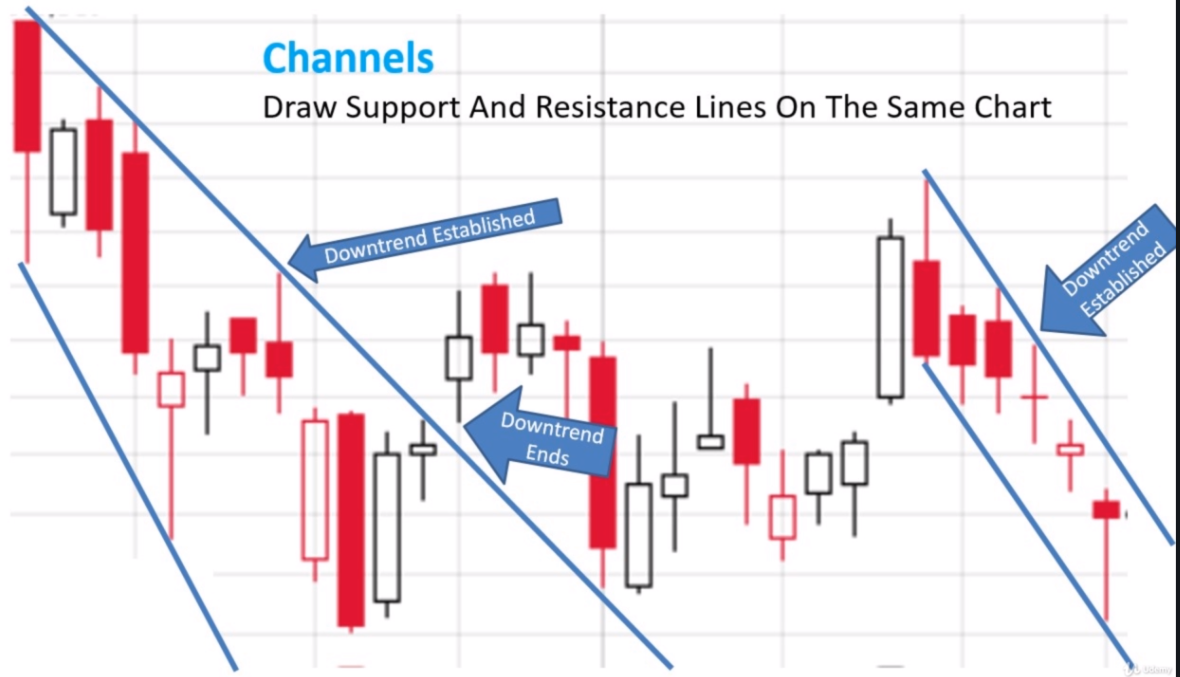 Channels
Draw Support And Resistance Lines On The Same Chart
Downtrend Established
Downtrend
Established
Downtrend
Ends
Udemy